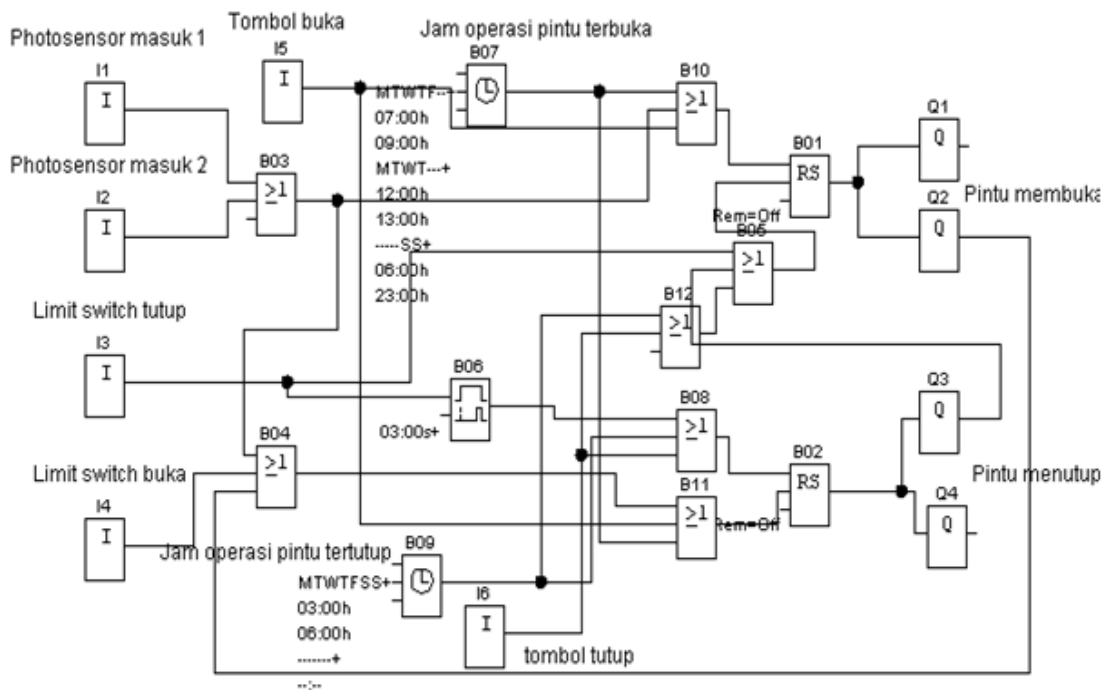 Photosensor masuk 1
I1
I
Tombol buka
I5
I
Jam operasi pintu terbuka
B07
MTWTF--
07:00h
09:00h
MTWT---+
12:00h
13:00h
-----SS+
06:00h
23:00h
B10
≥1
Q1
Q
Photosensor masuk 2
I2
I
B03
≥1
B01
RS
Rem=Off
Q2
Q
Pintu membuka
B05
≥1
B12
≥1
Limit switch tutup
I3
I
B06
03:00s+
B08
≥1
Q3
Q
Limit switch buka
I4
I
B04
≥1
B11
≥1
B02
RS
Rem=Off
Pintu menutup
Q4
Q
Jam operasi pintu tertutup
B09
MTWTFSS+
03:00h
06:00h
-------+
--:--
I6
I
tombol tutup